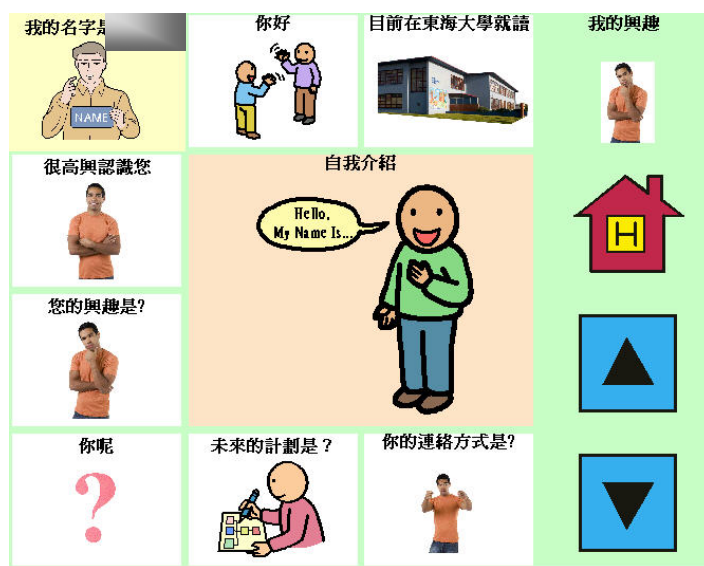 我的名字是
你好
目前在東海大學就讀
我的興趣
NAME
很高興認識您
自我介紹
Hello,
My Name Is...
H
您的興趣是?
你呢
?
未來的計劃是？
你的連絡方式是?